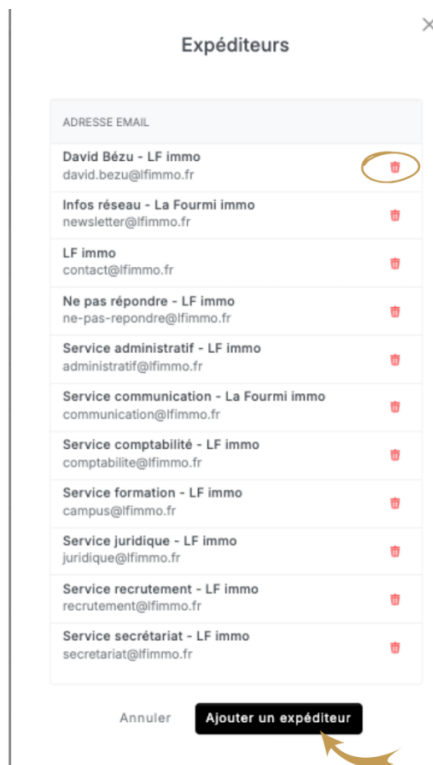 Expéditeurs
ADRESSE EMAIL
David Bézu - LF immo
david.bezu@lfimmo.fr
Infos réseau - La Fourmi immo
newsletter@lfimmo.fr
LF immo
contact@lfimmo.fr
Ne pas répondre - LF immo
ne-pas-repondre@lfimmo.fr
Service administratif - LF immo
administratif@lfimmo.fr
Service communication - La Fourmi immo
communication@lfimmo.fr
Service comptabilité - LF immo
comptabilite@lfimmo.fr
Service formation - LF immo
campus@lfimmo.fr
Service juridique - LF immo
juridique@lfimmo.fr
Service recrutement - LF immo
recrutement@lfimmo.fr
Service secrétariat - LF immo
secretariat@lfimmo.fr
Annuler Ajouter un expéditeur